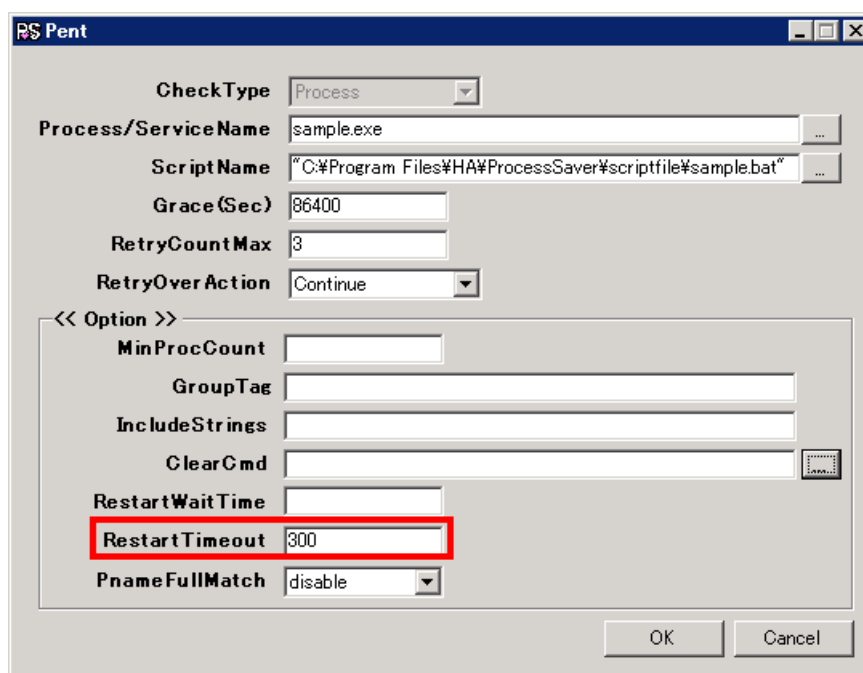 PS Pent
CheckType Process
Process/ServiceName sample.exe ...
ScriptName "C:¥Program Files¥HA¥ProcessSaver¥scriptfile¥sample.bat" ...
Grace(Sec) 86400
RetryCountMax 3
RetryOverAction Continue
<< Option >>
MinProcCount
GroupTag
IncludeStrings
ClearCmd ...
RestartWaitTime
RestartTimeout 300
PnameFullMatch disable
OK Cancel